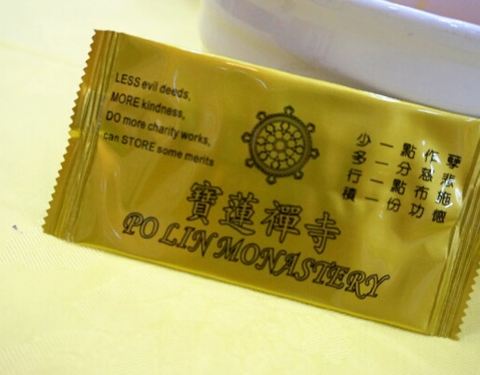 LESS evil deeds,
MORE kindness,
DO more charity works,
can STORE some merits
少一點作孽
多一分慈悲
行一點布施
積一份功德
寶蓮禪寺
PO LIN MONASTERY